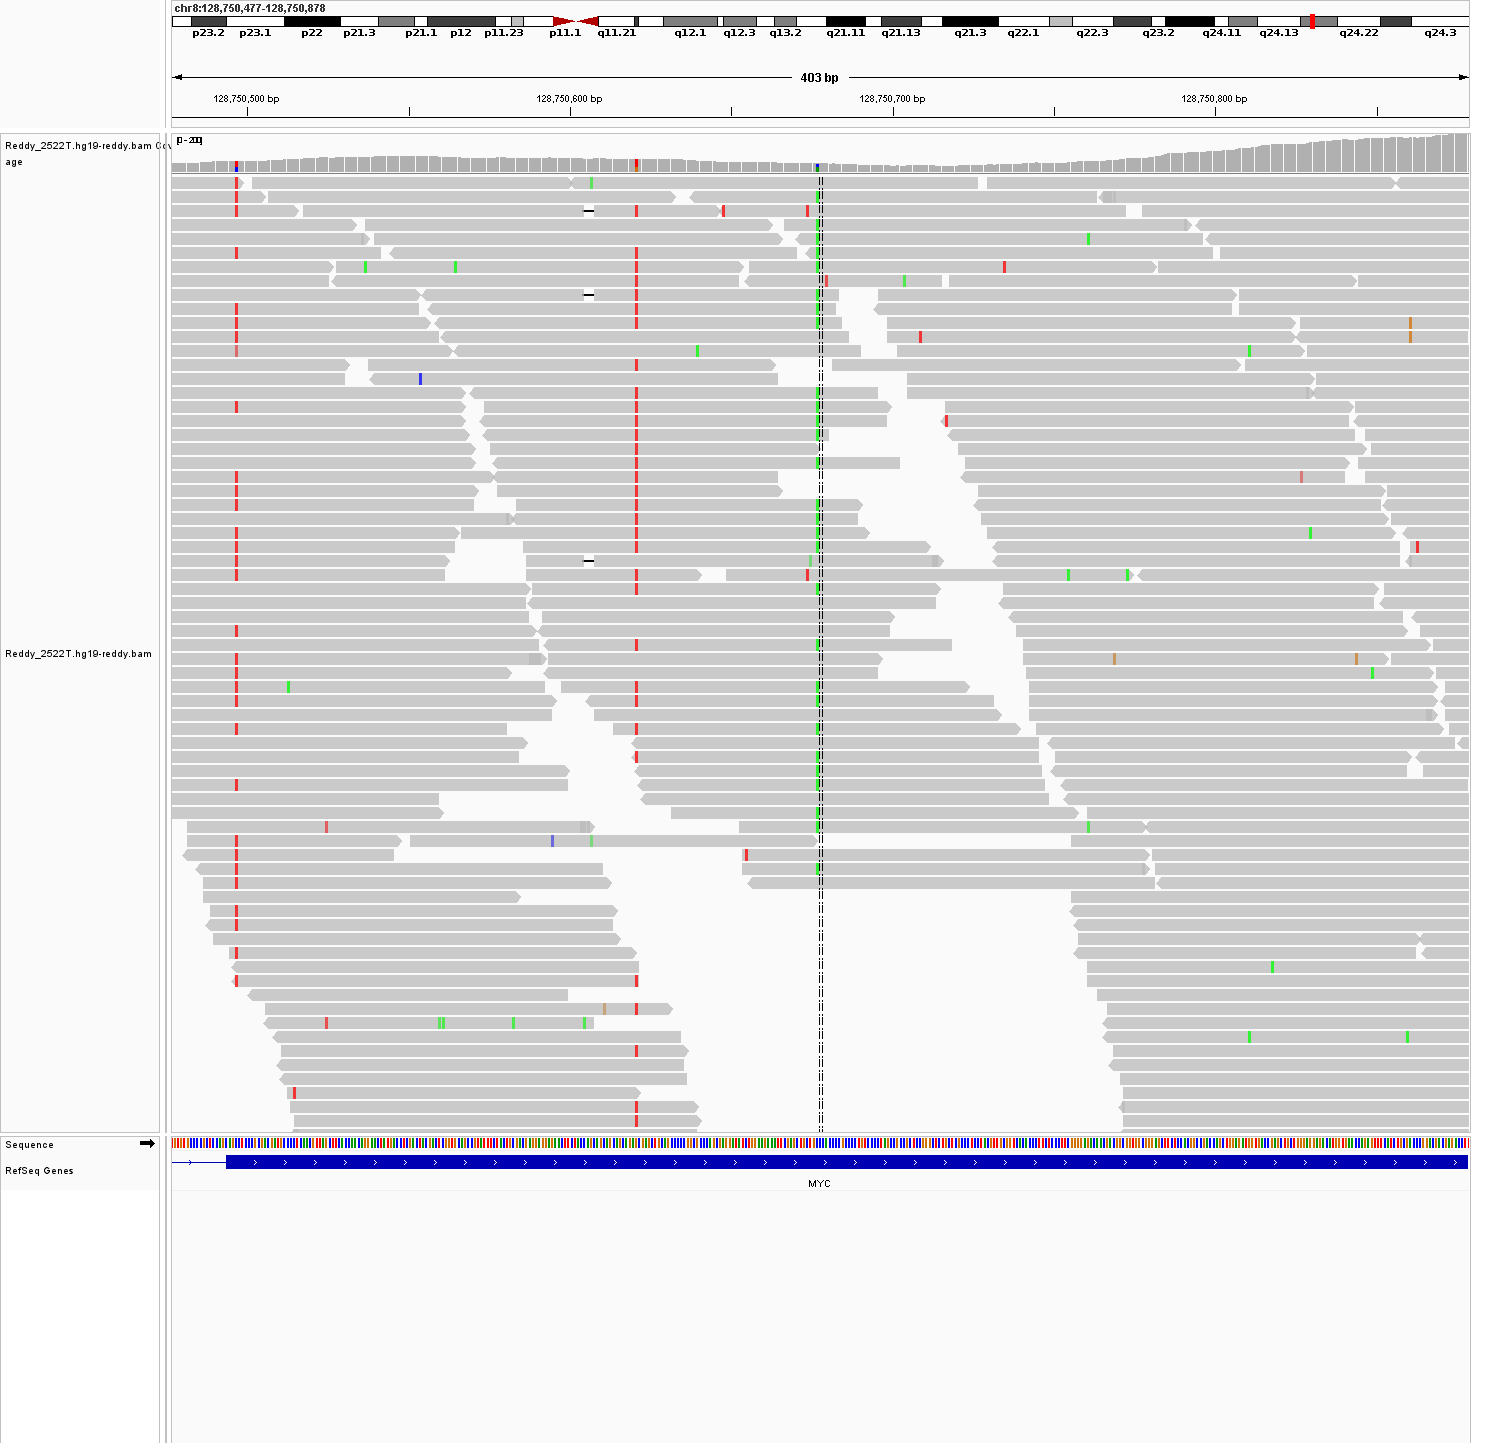 chr8:128,750,477-128,750,878
p23.2 p23.1 p22 p21.3 p21.1 p12 p11.23 p11.1 q11.21 q12.1 q12.3 q13.2 q21.11 q21.13 q21.3 q22.1 q22.3 q23.2 q24.11 q24.13 q24.22 q24.3
403 bp
128,750,500 bp 128,750,600 bp 128,750,700 bp 128,750,800 bp
Reddy_2522T.hg19-reddy.bam Cov
age
Reddy_2522T.hg19-reddy.bam
Sequence
RefSeq Genes
MYC